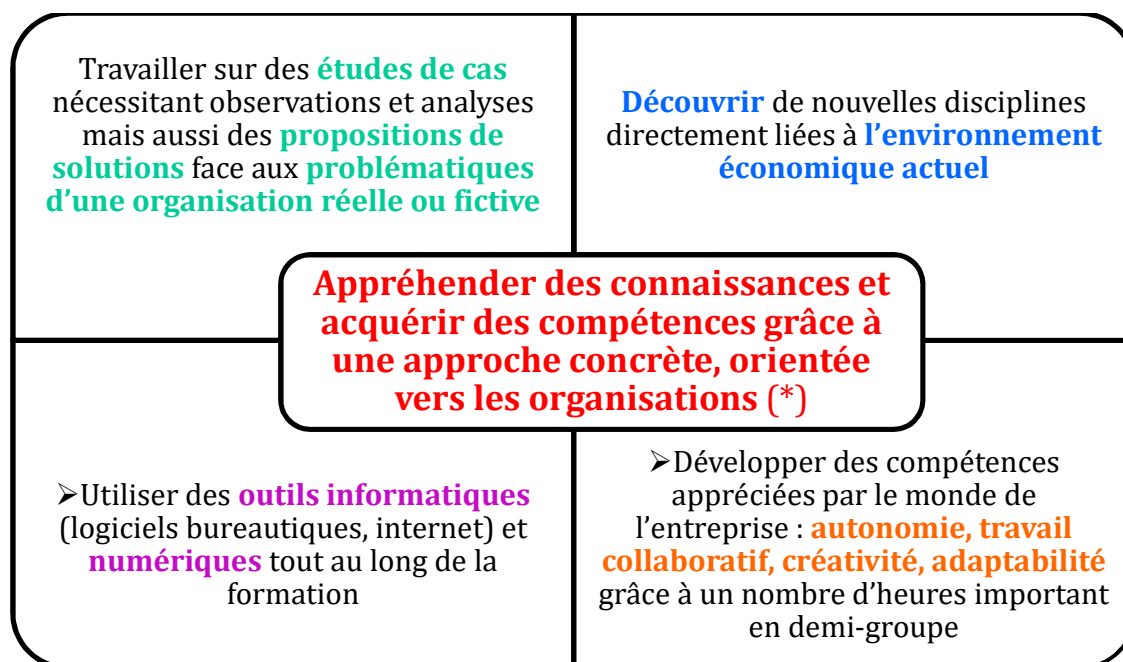 Travailler sur des études de cas
nécessitant observations et analyses
mais aussi des propositions de
solutions face aux problématiques
d’une organisation réelle ou fictive
Découvrir de nouvelles disciplines
directement liées à l’environnement
économique actuel
Appréhender des connaissances et
acquérir des compétences grâce à
une approche concrète, orientée
vers les organisations (*)
➢Utiliser des outils informatiques
(logiciels bureautiques, internet) et
numériques tout au long de la
formation
➢Développer des compétences
appréciées par le monde de
l’entreprise : autonomie, travail
collaboratif, créativité, adaptabilité
grâce à un nombre d’heures important
en demi-groupe